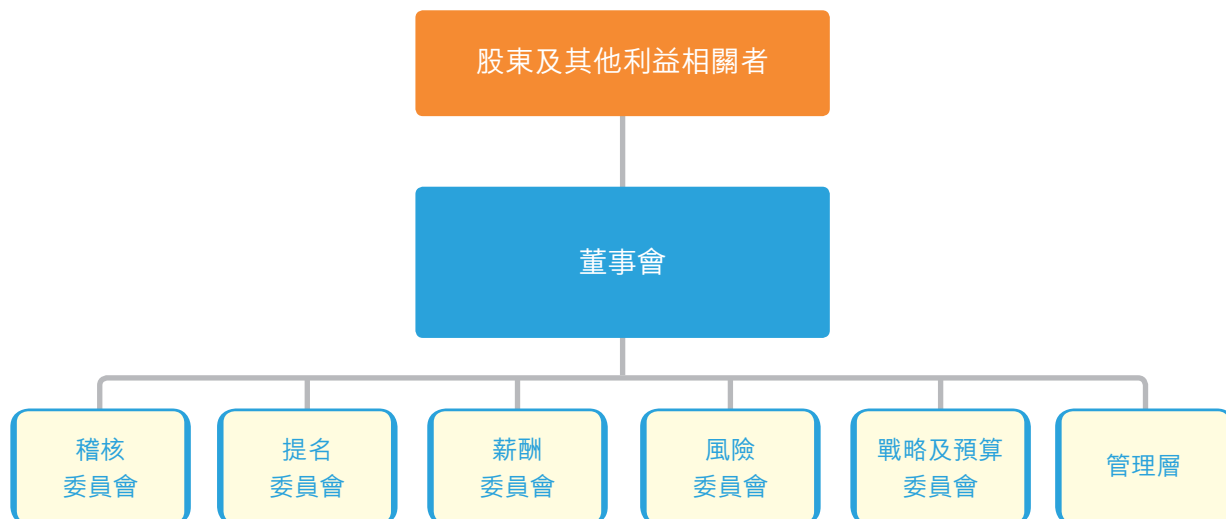 股東及其他利益相關者
董事會
稽核
委員會
提名
委員會
薪酬
委員會
風險
委員會
戰略及預算
委員會
管理層